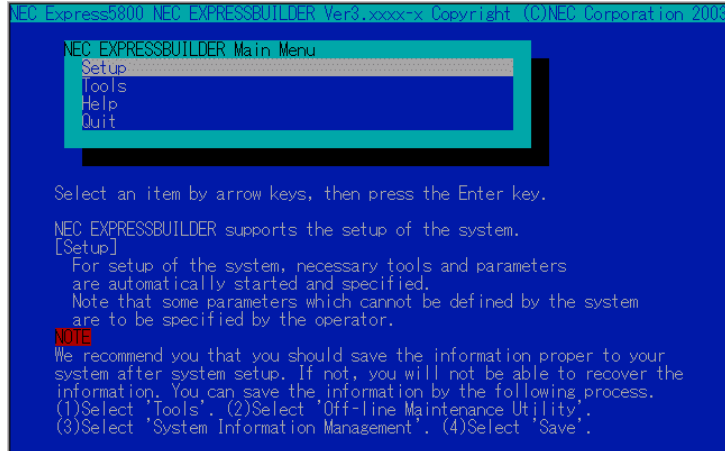 NEC Express5800 NEC EXPRESSBUILDER Ver3.xxxx-x Copyright (C)NEC Corporation 2003
NEC EXPRESSBUILDER Main Menu
Setup
Tools
Help
Quit
Select an item by arrow keys, then press the Enter key.
NEC EXPRESSBUILDER supports the setup of the system.
[Setup]
For setup of the system, necessary tools and parameters
are automatically started and specified.
Note that some parameters which cannot be defined by the system
are to be specified by the operator.
NOTE
We recommend you that you should save the information proper to your
system after system setup. If not, you will not be able to recover the
information. You can save the information by the following process.
(1)Select 'Tools'. (2)Select 'Off-line Maintenance Utility'.
(3)Select 'System Information Management'. (4)Select 'Save'.